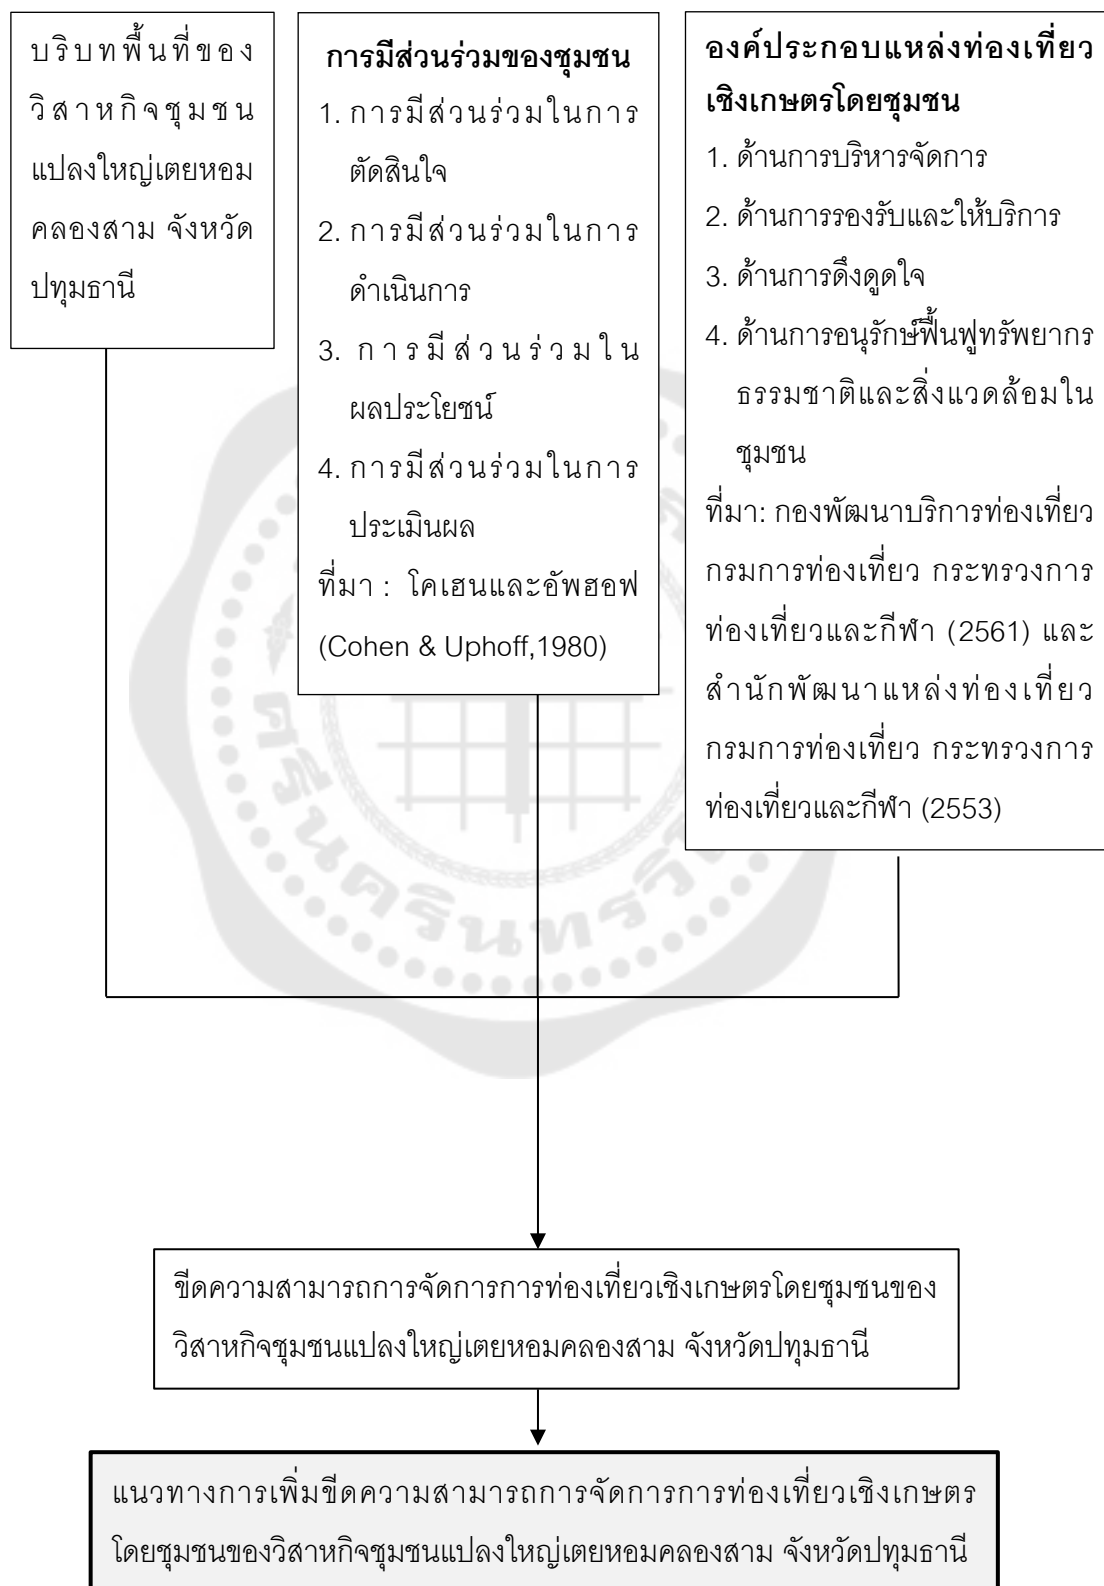 บริบทพื้นที่ของ
วิสาหกิจชุมชน
แปลงใหญ่เตยหอม
คลองสาม จังหวัด
ปทุมธานี
การมีส่วนร่วมของชุมชน
1. การมีส่วนร่วมในการ
ตัดสินใจ
2. การมีส่วนร่วมในการ
ดำเนินการ
3. การมีส่วนร่วมใน
ผลประโยชน์
4. การมีส่วนร่วมในการ
ประเมินผล
ที่มา : โคเฮนและอัพฮอฟ
(Cohen & Uphoff,1980)
องค์ประกอบแหล่งท่องเที่ยว
เชิงเกษตรโดยชุมชน
1. ด้านการบริหารจัดการ
2. ด้านการรองรับและให้บริการ
3. ด้านการดึงดูดใจ
4. ด้านการอนุรักษ์ฟื้นฟูทรัพยากร
ธรรมชาติและสิ่งแวดล้อมใน
ชุมชน
ที่มา: กองพัฒนาบริการท่องเที่ยว
กรมการท่องเที่ยว กระทรวงการ
ท่องเที่ยวและกีฬา (2561) และ
สำนักพัฒนาแหล่งท่องเที่ยว
กรมการท่องเที่ยว กระทรวงการ
ท่องเที่ยวและกีฬา (2553)
ขีดความสามารถการจัดการการท่องเที่ยวเชิงเกษตรโดยชุมชนของ
วิสาหกิจชุมชนแปลงใหญ่เตยหอมคลองสาม จังหวัดปทุมธานี
แนวทางการเพิ่มขีดความสามารถการจัดการการท่องเที่ยวเชิงเกษตร
โดยชุมชนของวิสาหกิจชุมชนแปลงใหญ่เตยหอมคลองสาม จังหวัดปทุมธานี